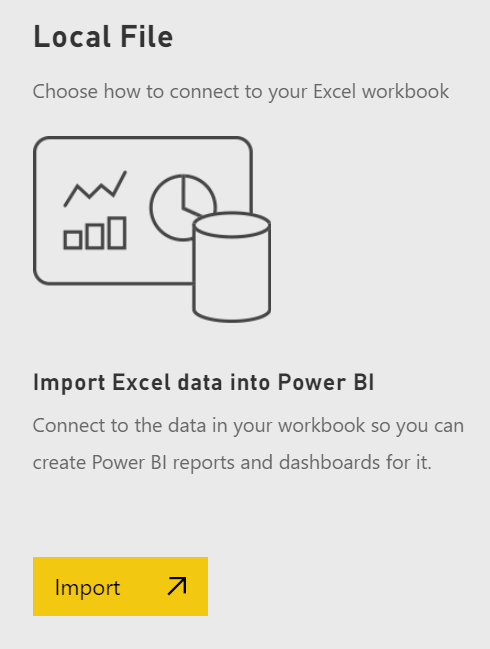 Local File
Choose how to connect to your Excel workbook
Import Excel data into Power BI
Connect to the data in your workbook so you can
create Power BI reports and dashboards for it.
Import